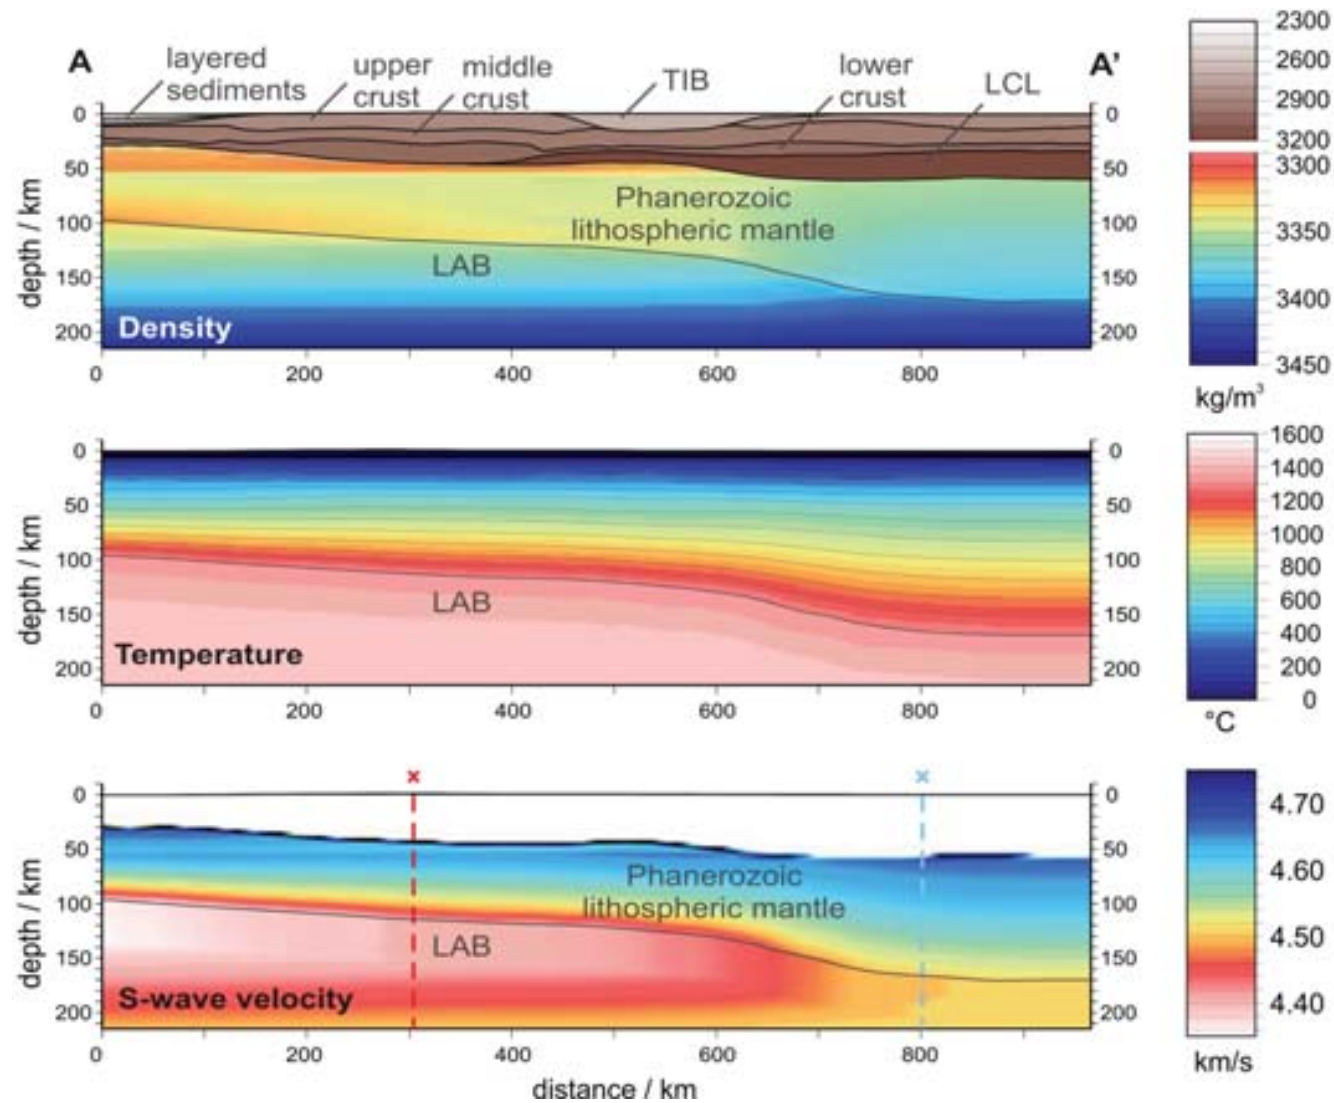 A
layered
sediments
upper
crust
middle
crust
TIB
lower
crust
LCL
A'
0
50
100
150
200
depth / km
Phanerozoic
lithospheric mantle
LAB
Density
0
50
100
150
200
0 200 400 600 800
2300
2600
2900
3200
3300
3350
3400
3450
kg/m³
0
50
100
150
200
depth / km
LAB
Temperature
0
50
100
150
200
0 200 400 600 800
1600
1400
1200
1000
800
600
400
200
0
°C
× ×
0
50
100
150
200
depth / km
Phanerozoic
lithospheric mantle
LAB
S-wave velocity
0
50
100
150
200
0 200 400 600 800
distance / km
4.70
4.60
4.50
4.40
km/s